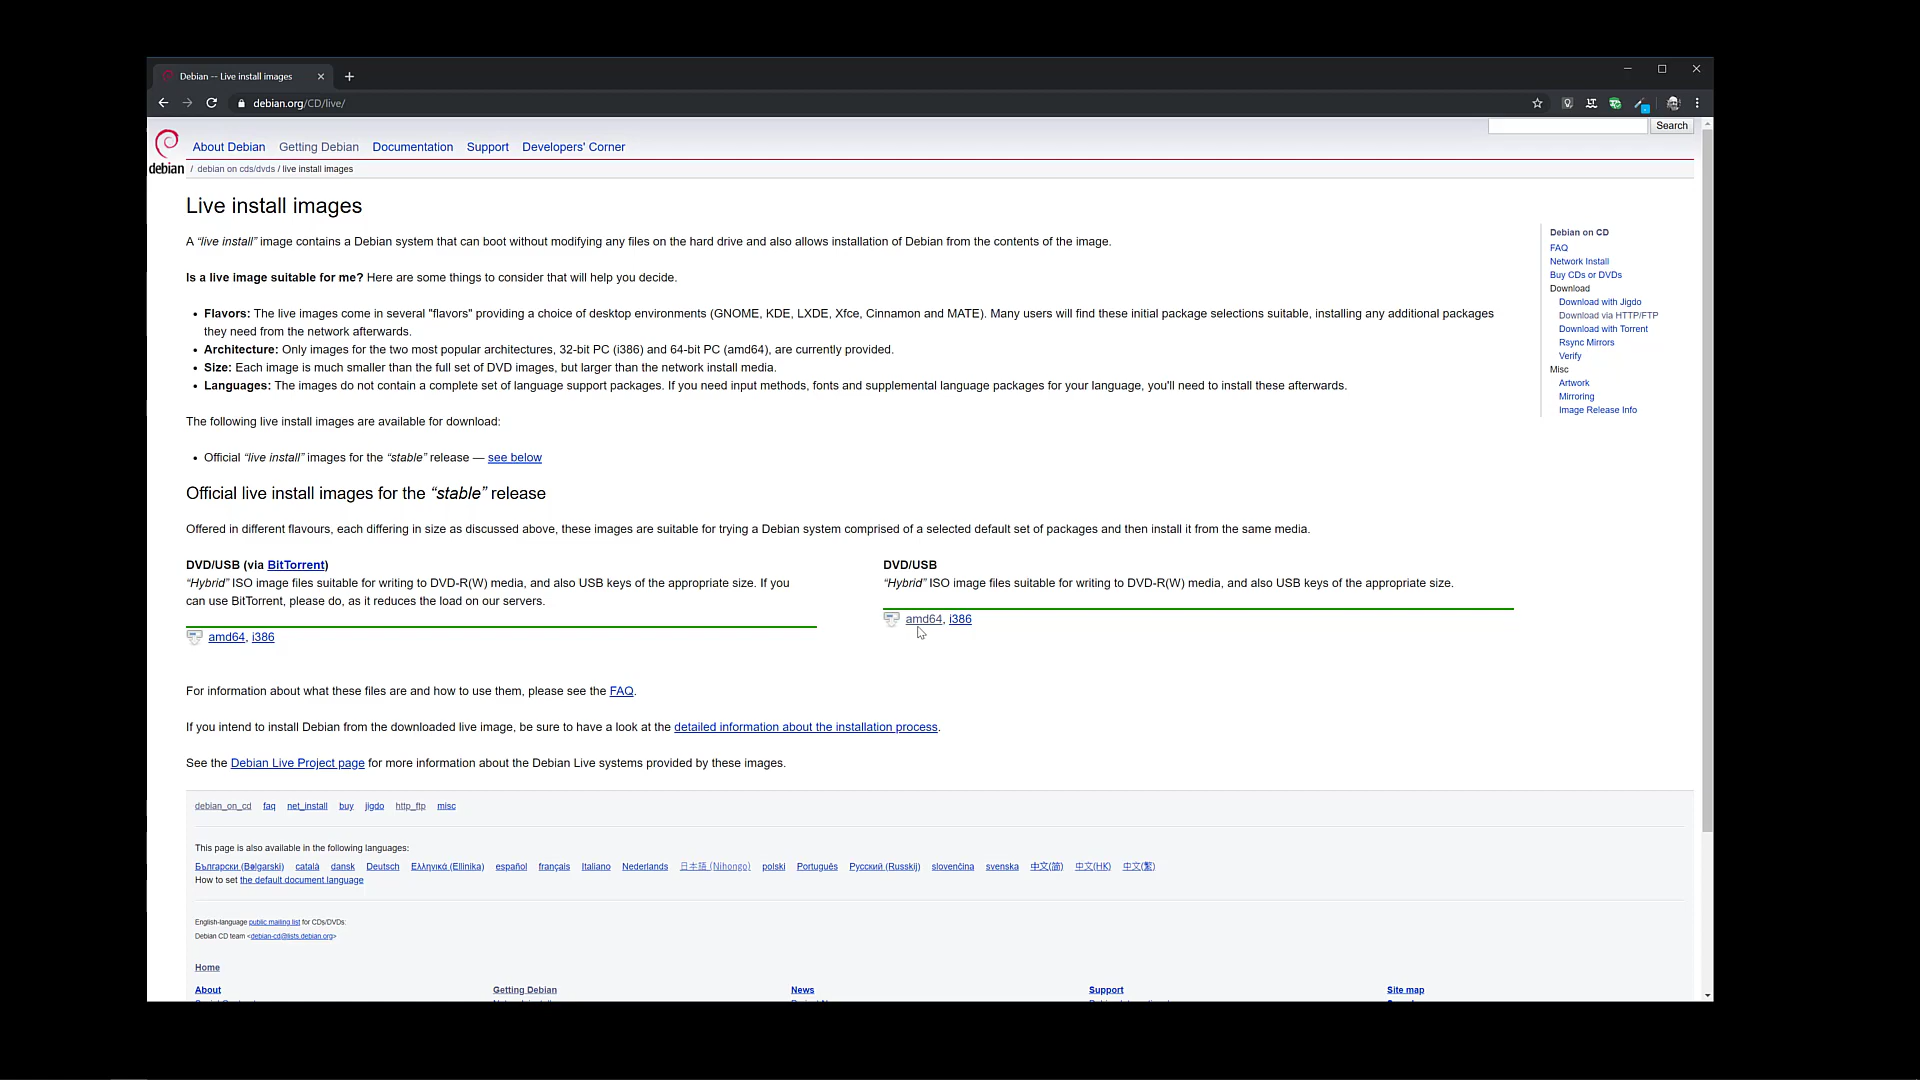 Debian -- Live install images
debian.org/CD/live/
Search
debian
About Debian Getting Debian Documentation Support Developers' Corner
/ debian on cds/dvds / live install images
Live install images
A “live install” image contains a Debian system that can boot without modifying any files on the hard drive and also allows installation of Debian from the contents of the image.
Is a live image suitable for me? Here are some things to consider that will help you decide.
• Flavors: The live images come in several "flavors" providing a choice of desktop environments (GNOME, KDE, LXDE, Xfce, Cinnamon and MATE). Many users will find these initial package selections suitable, installing any additional packages
they need from the network afterwards.
• Architecture: Only images for the two most popular architectures, 32-bit PC (i386) and 64-bit PC (amd64), are currently provided.
• Size: Each image is much smaller than the full set of DVD images, but larger than the network install media.
• Languages: The images do not contain a complete set of language support packages. If you need input methods, fonts and supplemental language packages for your language, you'll need to install these afterwards.
The following live install images are available for download:
• Official “live install” images for the “stable” release — see below
Official live install images for the “stable” release
Offered in different flavours, each differing in size as discussed above, these images are suitable for trying a Debian system comprised of a selected default set of packages and then install it from the same media.
DVD/USB (via BitTorrent)
“Hybrid” ISO image files suitable for writing to DVD-R(W) media, and also USB keys of the appropriate size. If you
can use BitTorrent, please do, as it reduces the load on our servers.
amd64, i386
DVD/USB
“Hybrid” ISO image files suitable for writing to DVD-R(W) media, and also USB keys of the appropriate size.
amd64, i386
For information about what these files are and how to use them, please see the FAQ.
If you intend to install Debian from the downloaded live image, be sure to have a look at the detailed information about the installation process.
See the Debian Live Project page for more information about the Debian Live systems provided by these images.
Debian on CD
FAQ
Network Install
Buy CDs or DVDs
Download
Download with Jigdo
Download via HTTP/FTP
Download with Torrent
Rsync Mirrors
Verify
Misc
Artwork
Mirroring
Image Release Info
debian_on_cd faq net_install buy jigdo http_ftp misc
This page is also available in the following languages:
Български (Bəlgarski) català dansk Deutsch Ελληνικά (Ellinika) español français Italiano Nederlands 日本語 (Nihongo) polski Português Русский (Russkij) slovenčina svenska 中文(简) 中文(HK) 中文(繁)
How to set the default document language
English-language public mailing list for CDs/DVDs:
Debian CD team <debian-cd@lists.debian.org>
Home
About Getting Debian News Support Site map